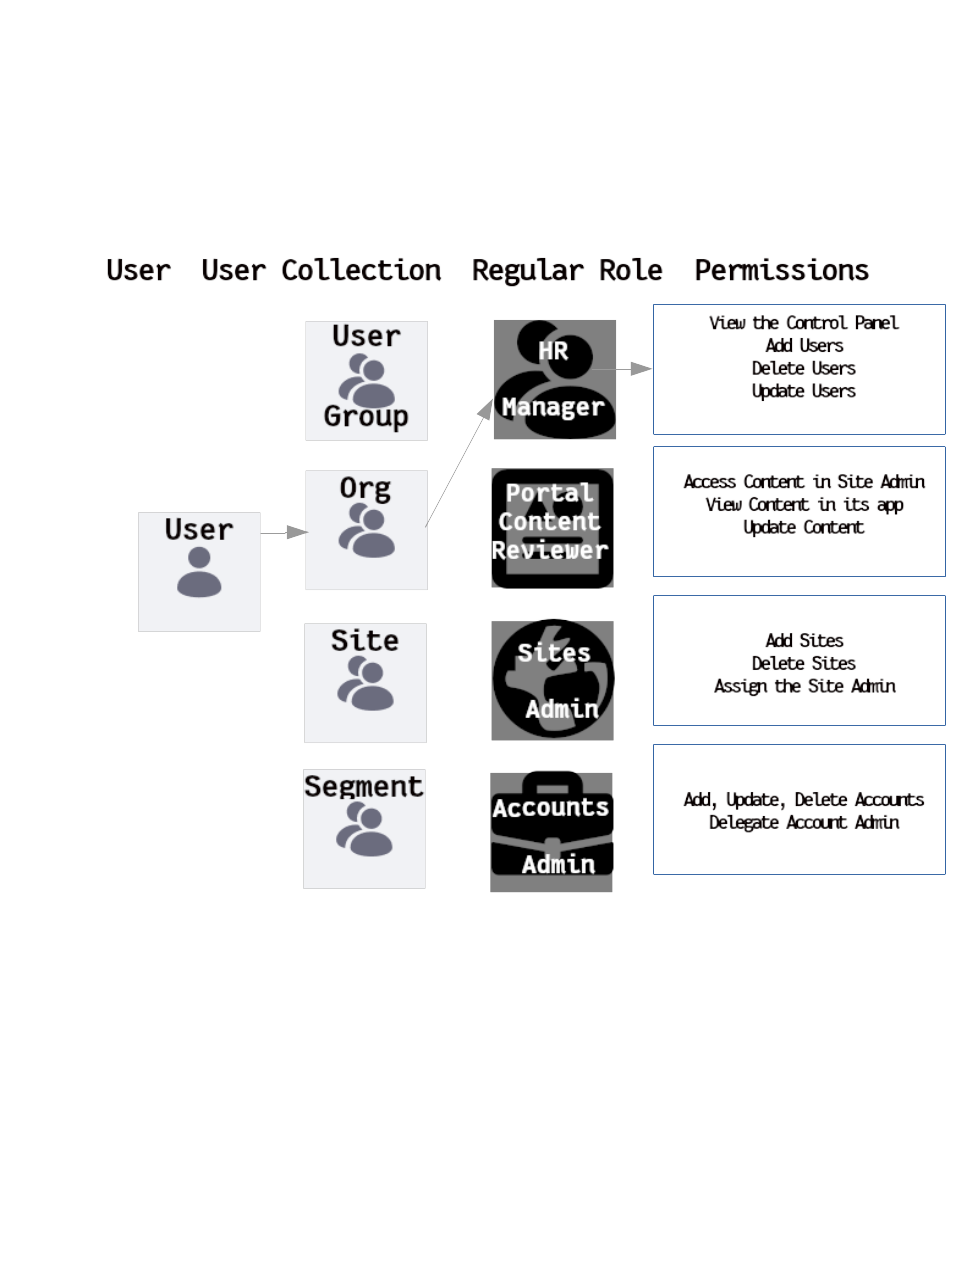 User  User Collection  Regular Role  Permissions
User
Group
HR
Manager
View the Control Panel
Add Users
Delete Users
Update Users
User
Org
Portal
Content
Reviewer
Access Content in Site Admin
View Content in its app
Update Content
Site
Sites
Admin
Add Sites
Delete Sites
Assign the Site Admin
Segment
Accounts
Admin
Add, Update, Delete Accounts
Delegate Account Admin